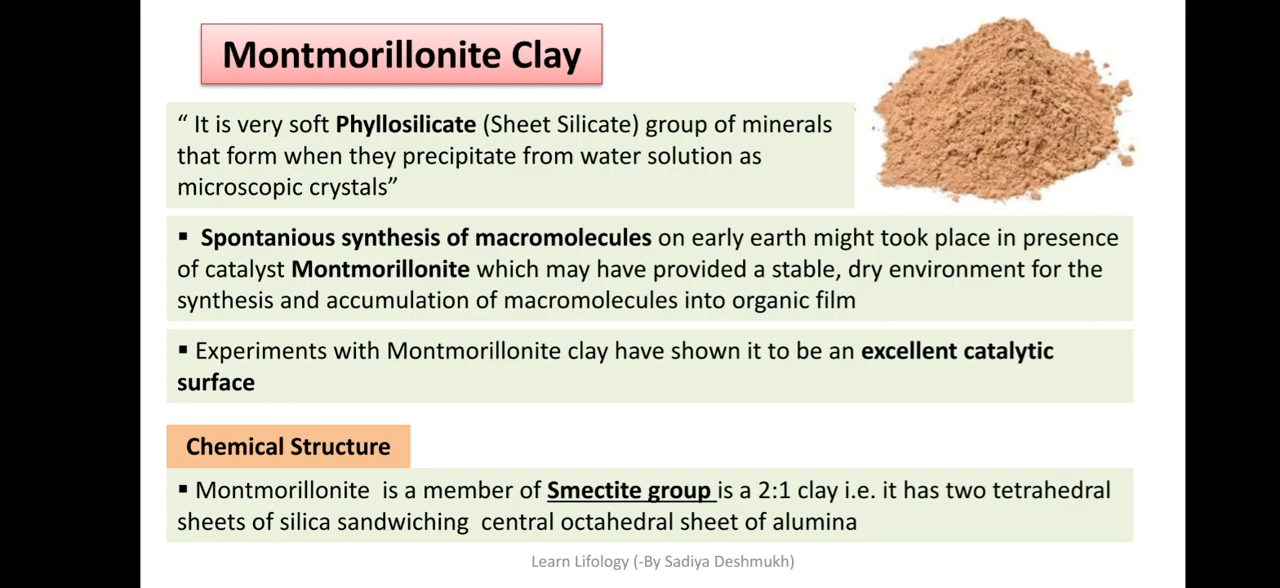 Montmorillonite Clay
“ It is very soft Phyllosilicate (Sheet Silicate) group of minerals
that form when they precipitate from water solution as
microscopic crystals”
▪ Spontanious synthesis of macromolecules on early earth might took place in presence
of catalyst Montmorillonite which may have provided a stable, dry environment for the
synthesis and accumulation of macromolecules into organic film
▪ Experiments with Montmorillonite clay have shown it to be an excellent catalytic
surface
Chemical Structure
▪ Montmorillonite is a member of Smectite group is a 2:1 clay i.e. it has two tetrahedral
sheets of silica sandwiching central octahedral sheet of alumina
Learn Lifology (-By Sadiya Deshmukh)